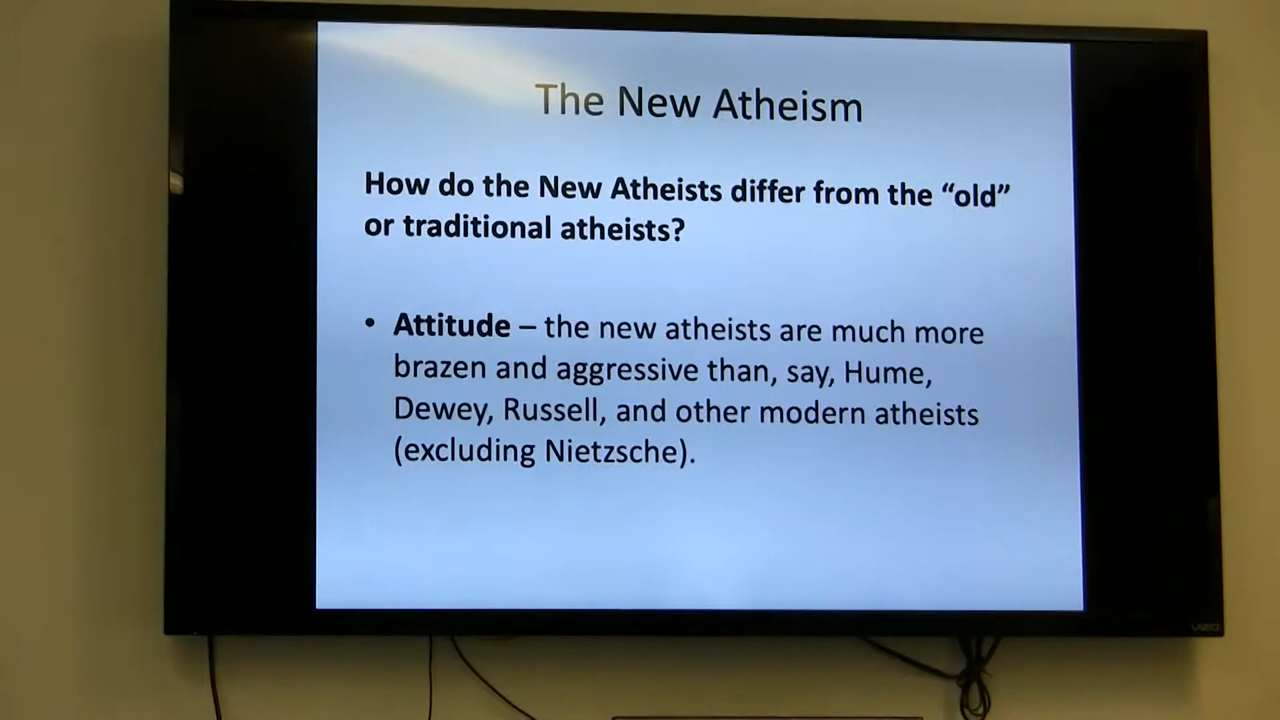 The New Atheism
How do the New Atheists differ from the “old”
or traditional atheists?
• Attitude – the new atheists are much more
brazen and aggressive than, say, Hume,
Dewey, Russell, and other modern atheists
(excluding Nietzsche).
VIZIO